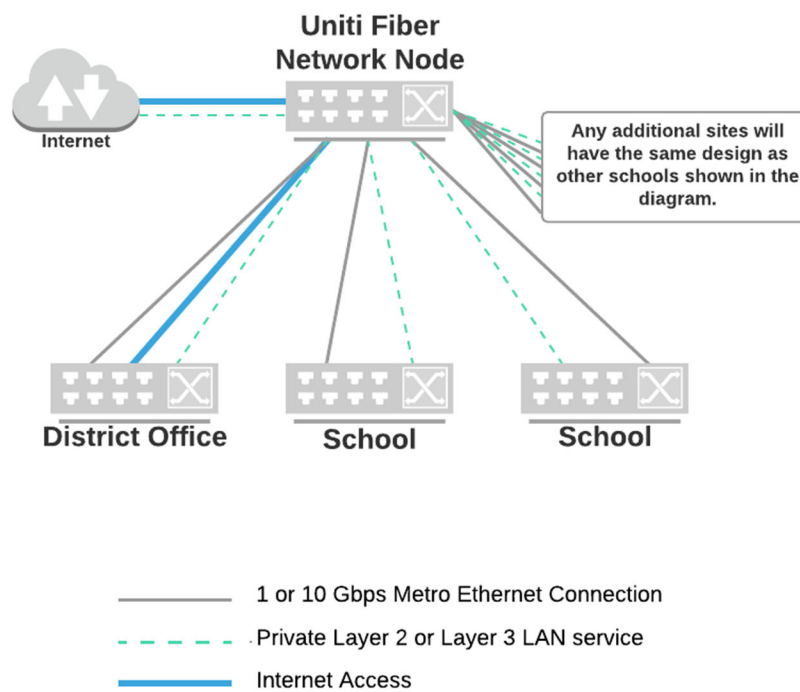 Uniti Fiber
Network Node
Internet
Any additional sites will
have the same design as
other schools shown in the
diagram.
District Office
School
School
1 or 10 Gbps Metro Ethernet Connection
Private Layer 2 or Layer 3 LAN service
Internet Access